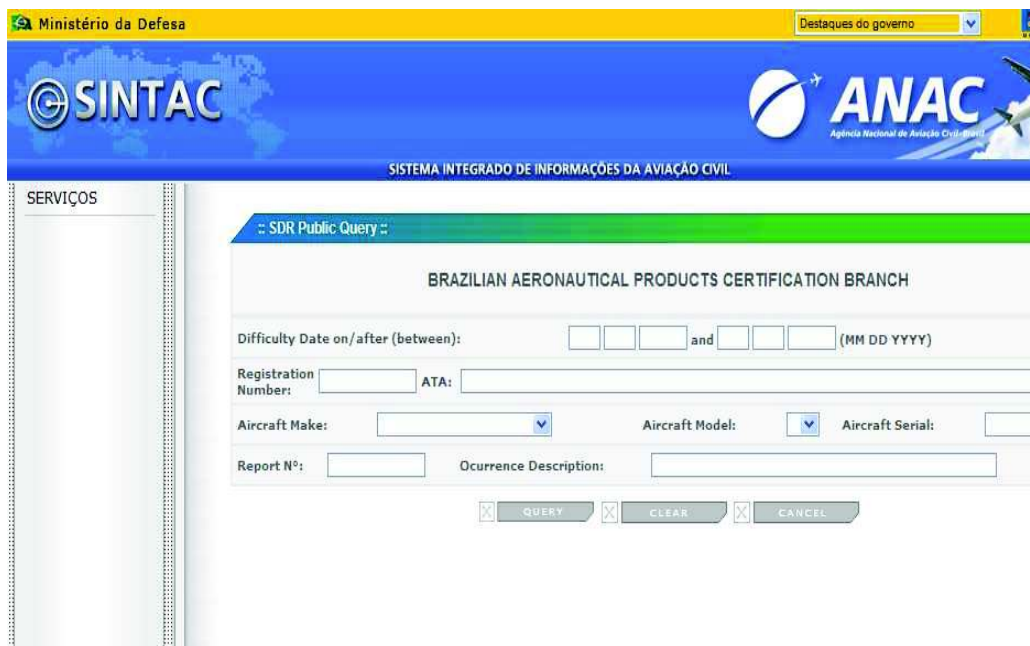 Ministério da Defesa
Destaques do governo
SINTAC
ANAC
Agência Nacional de Aviação Civil-Brasil
SISTEMA INTEGRADO DE INFORMAÇÕES DA AVIAÇÃO CIVIL
SERVIÇOS
:: SDR Public Query ::
BRAZILIAN AERONAUTICAL PRODUCTS CERTIFICATION BRANCH
Difficulty Date on/after (between): and (MM DD YYYY)
Registration
Number: ATA:
Aircraft Make: Aircraft Model: Aircraft Serial:
Report Nº: Ocurrence Description:
X QUERY X CLEAR X CANCEL